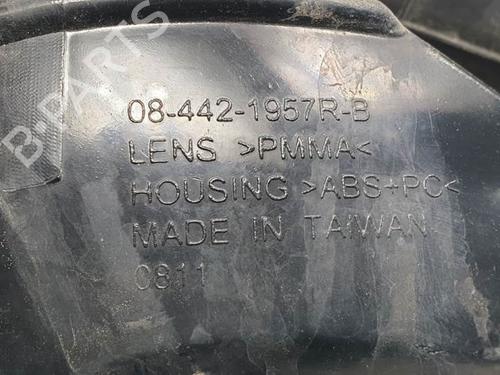 B-PARTS
08-442-1957R-B
LENS >PMMA<
HOUSING >ABS+PC<
MADE IN TAIWAN
0811